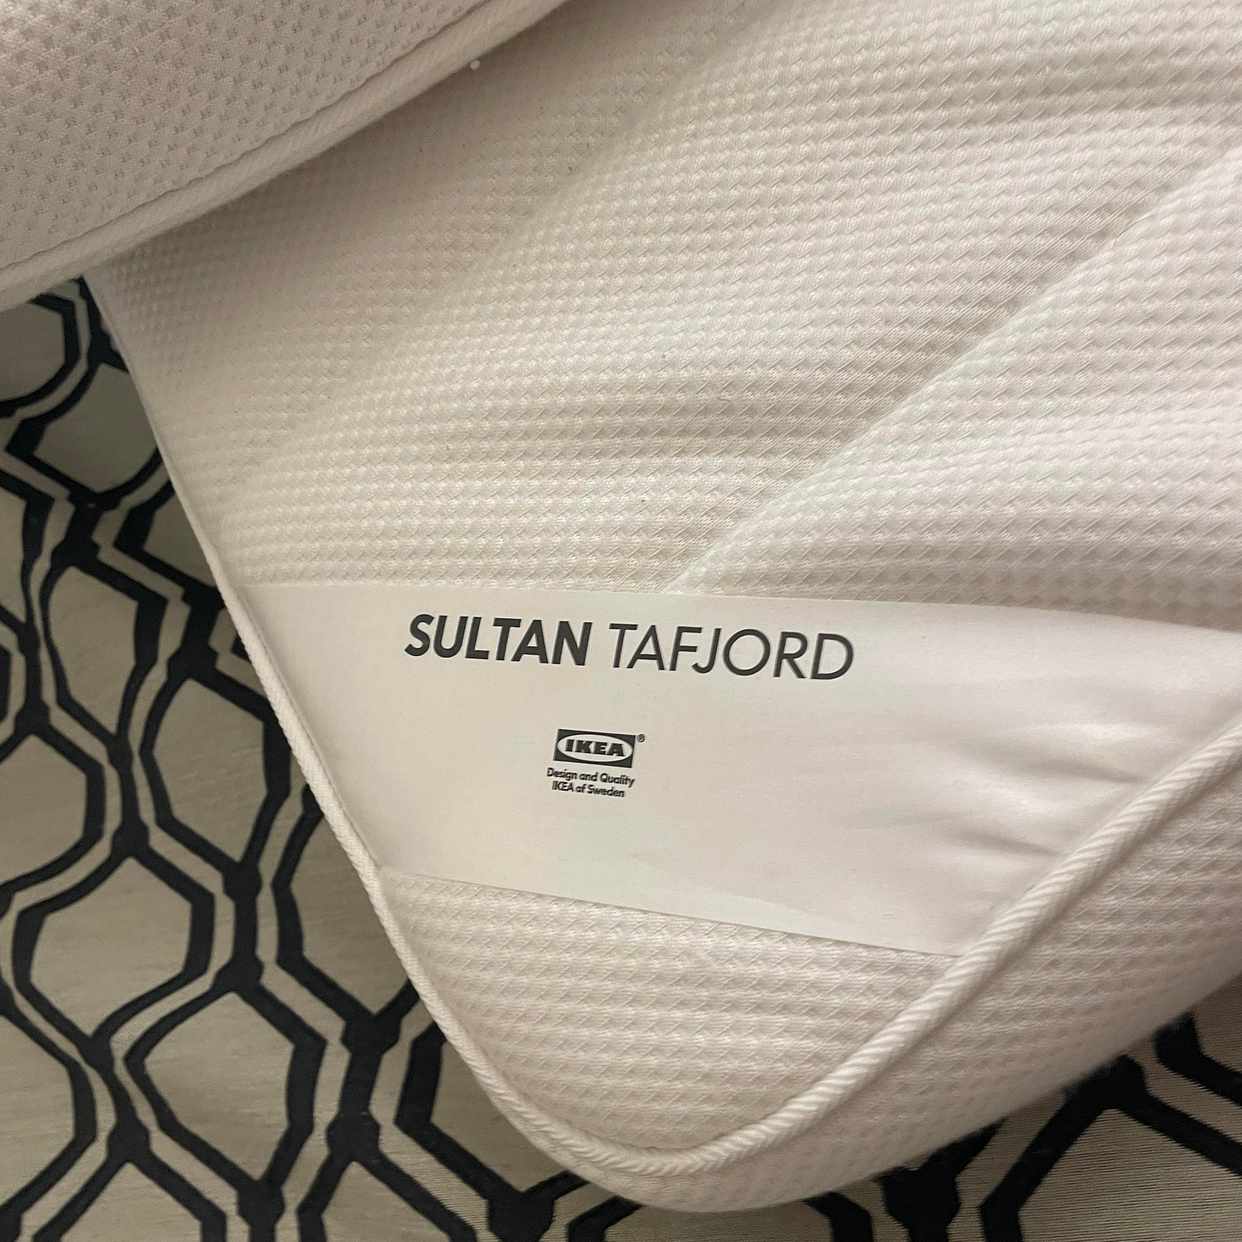 SULTAN TAFJORD
IKEA®
Design and Quality
IKEA of Sweden